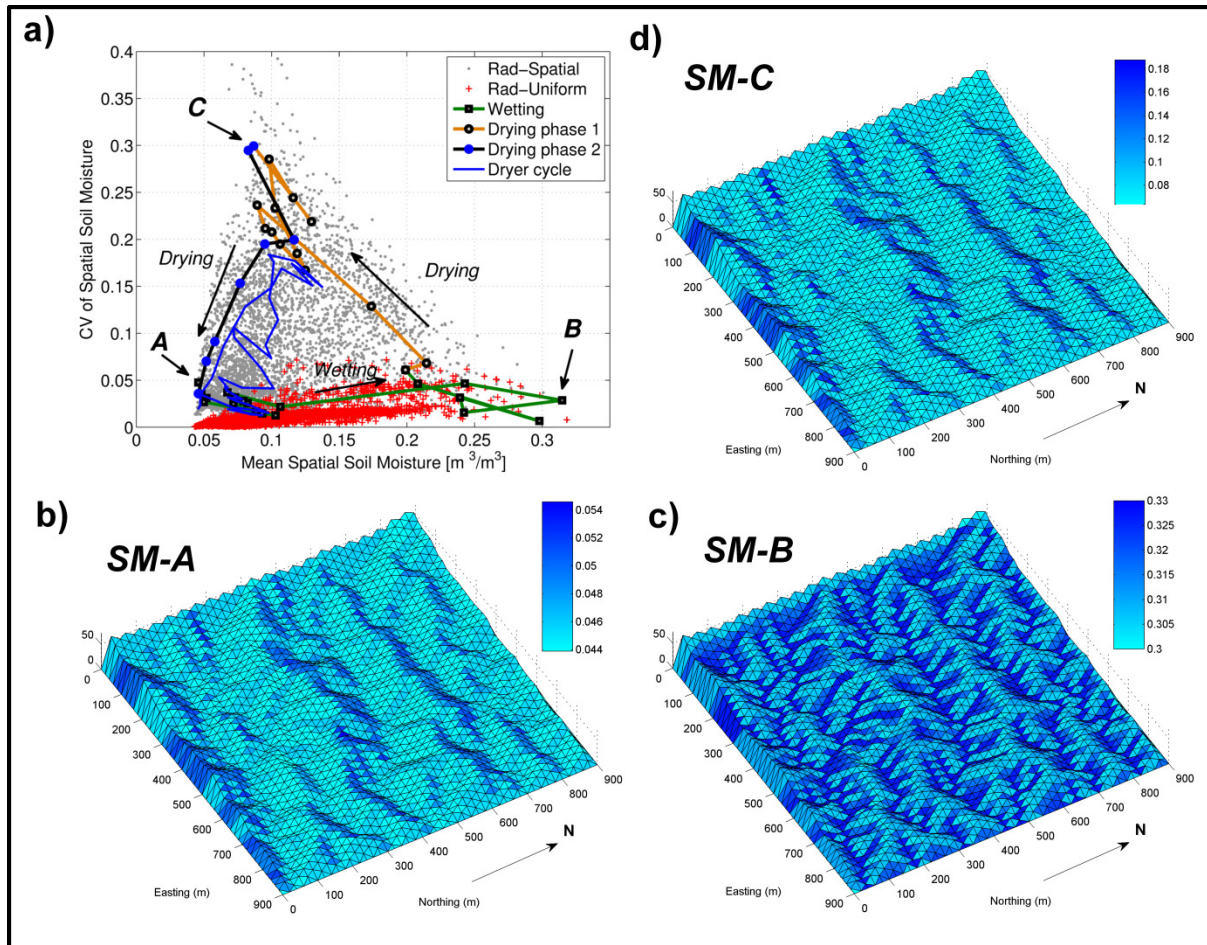 a)
0.4
0.35
0.3
0.25
0.2
0.15
0.1
0.05
0
CV of Spatial Soil Moisture
0 0.05 0.1 0.15 0.2 0.25 0.3
Mean Spatial Soil Moisture [m³/m³]
Rad-Spatial
Rad-Uniform
Wetting
Drying phase 1
Drying phase 2
Dryer cycle
C
Drying
Drying
A
B
Wetting
d)
SM-C
0.18
0.16
0.14
0.12
0.1
0.08
50
0
0
100
200
300
400
500
600
700
800
900
Easting (m)
0 100 200 300 400 500 600 700 800 900
Northing (m)
N
b)
SM-A
0.054
0.052
0.05
0.048
0.046
0.044
50
0
0
100
200
300
400
500
600
700
800
900
Easting (m)
0 100 200 300 400 500 600 700 800 900
Northing (m)
N
c)
SM-B
0.33
0.325
0.32
0.315
0.31
0.305
0.3
50
0
0
100
200
300
400
500
600
700
800
900
Easting (m)
0 100 200 300 400 500 600 700 800 900
Northing (m)
N